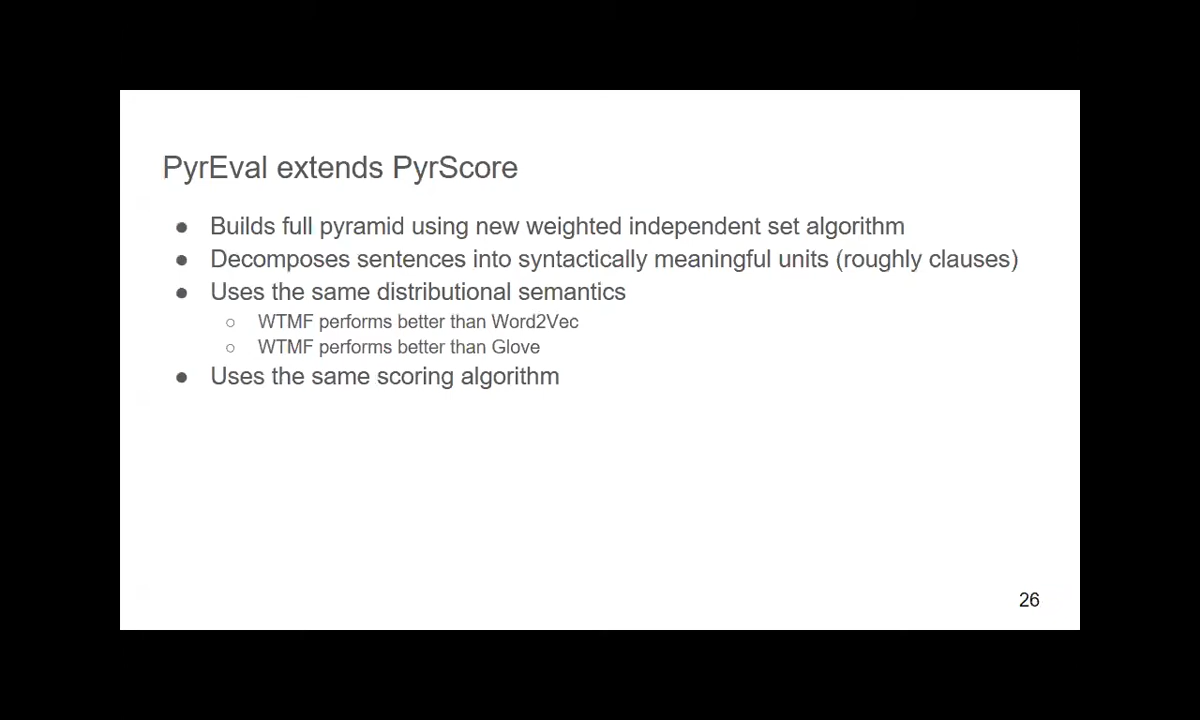 PyrEval extends PyrScore
● Builds full pyramid using new weighted independent set algorithm
● Decomposes sentences into syntactically meaningful units (roughly clauses)
● Uses the same distributional semantics
○ WTMF performs better than Word2Vec
○ WTMF performs better than Glove
● Uses the same scoring algorithm
26